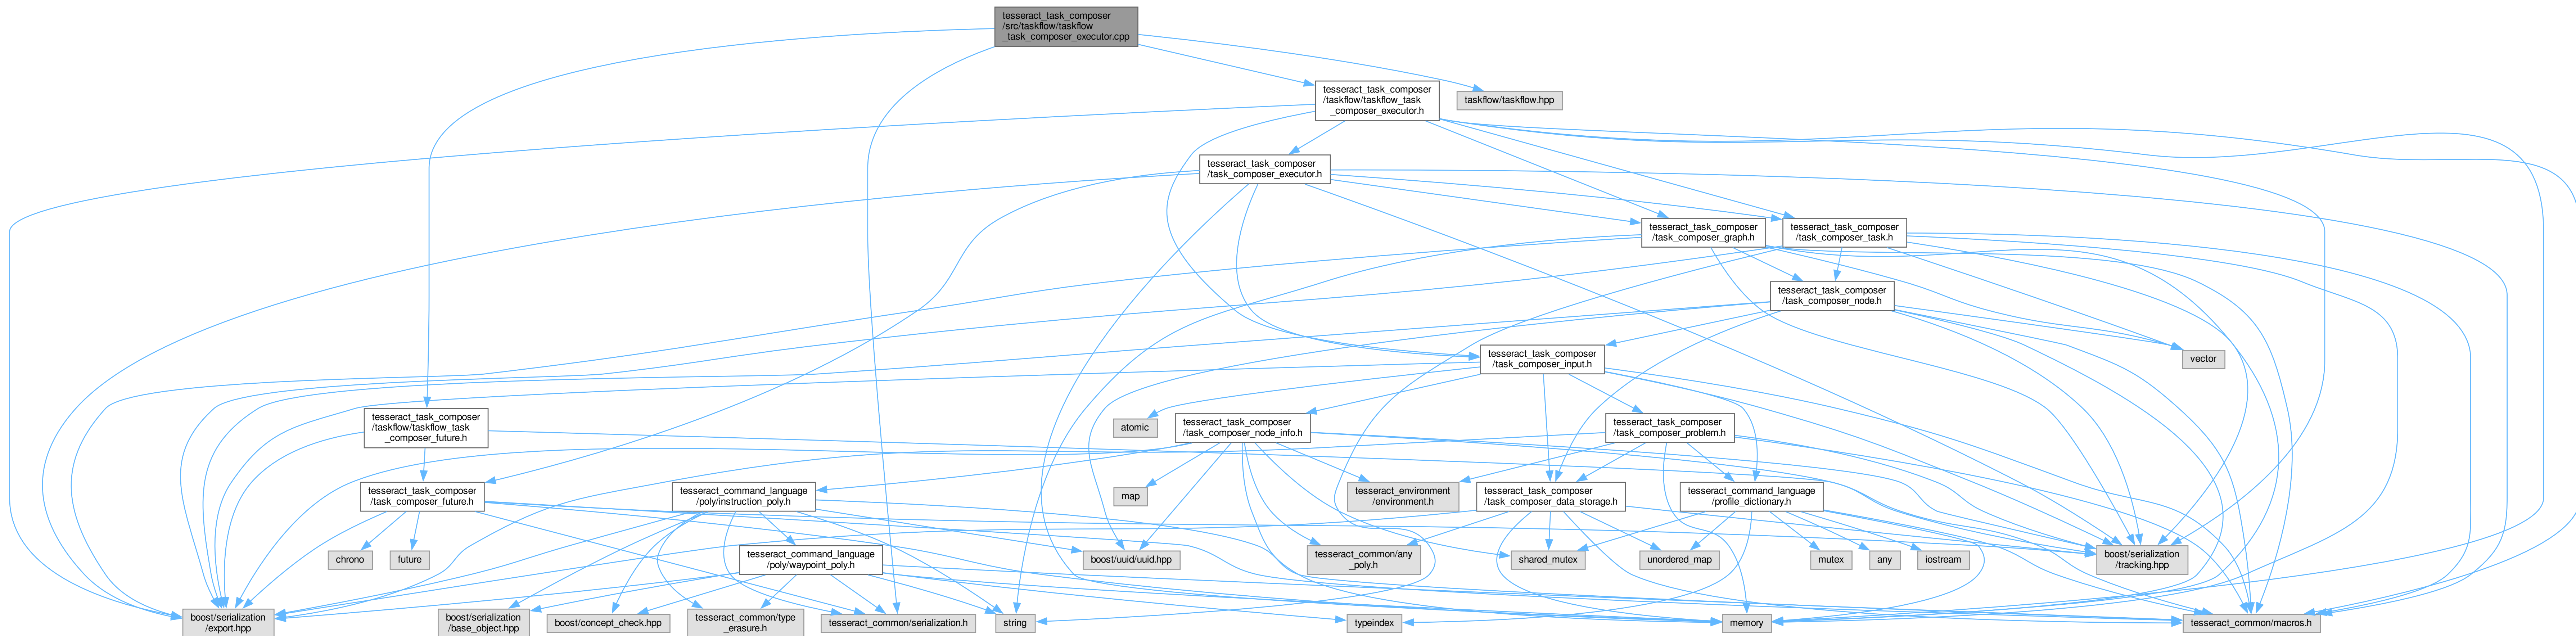 tesseract_task_composer
/src/taskflow/taskflow
_task_composer_executor.cpp
tesseract_task_composer
/taskflow/taskflow_task
_composer_executor.h
taskflow/taskflow.hpp
tesseract_task_composer
/task_composer_executor.h
tesseract_task_composer
/task_composer_graph.h
tesseract_task_composer
/task_composer_task.h
tesseract_task_composer
/task_composer_node.h
tesseract_task_composer
/task_composer_input.h
vector
tesseract_task_composer
/taskflow/taskflow_task
_composer_future.h
atomic
tesseract_task_composer
/task_composer_node_info.h
tesseract_task_composer
/task_composer_problem.h
tesseract_task_composer
/task_composer_future.h
tesseract_command_language
/poly/instruction_poly.h
map
tesseract_environment
/environment.h
tesseract_task_composer
/task_composer_data_storage.h
tesseract_command_language
/profile_dictionary.h
chrono
future
tesseract_command_language
/poly/waypoint_poly.h
boost/uuid/uuid.hpp
tesseract_common/any
_poly.h
shared_mutex
unordered_map
mutex
any
iostream
boost/serialization
/tracking.hpp
boost/serialization
/export.hpp
boost/serialization
/base_object.hpp
boost/concept_check.hpp
tesseract_common/type
_erasure.h
tesseract_common/serialization.h
string
typeindex
memory
tesseract_common/macros.h